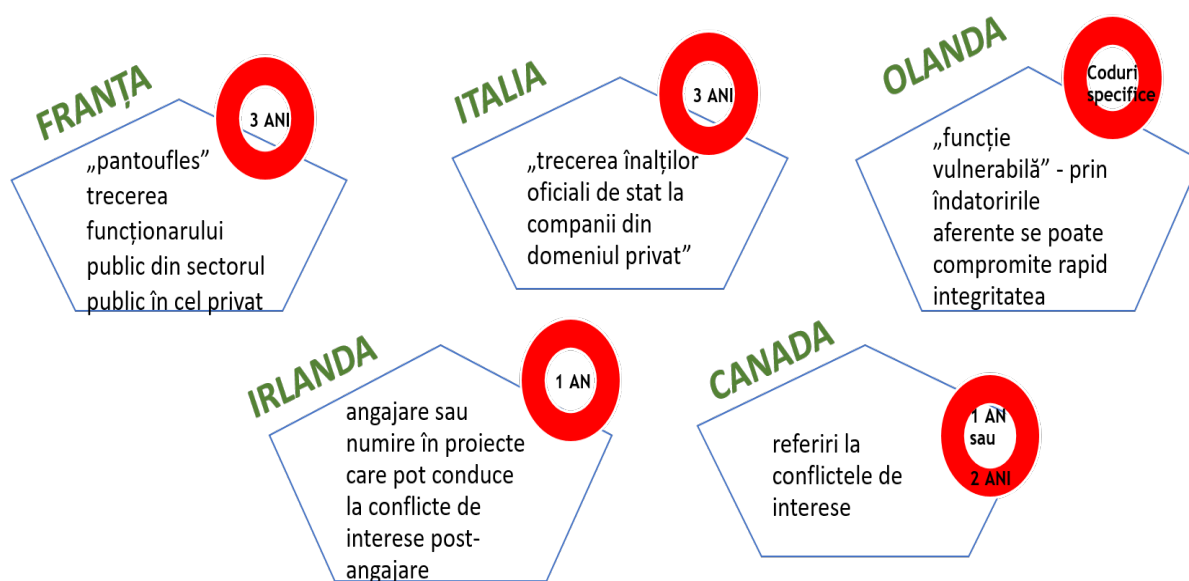 FRANȚA
3 ANI
„pantoufles”
trecerea
funcționarului
public din sectorul
public în cel privat
ITALIA
3 ANI
„trecerea înalților
oficiali de stat la
companii din
domeniul privat”
OLANDA
Coduri
specifice
„funcție
vulnerabilă” - prin
îndatoririle
aferente se poate
compromite rapid
integritatea
IRLANDA
1 AN
angajare sau
numire în proiecte
care pot conduce
la conflicte de
interese post-
angajare
CANADA
1 AN
sau
2 ANI
referiri la
conflictele de
interese